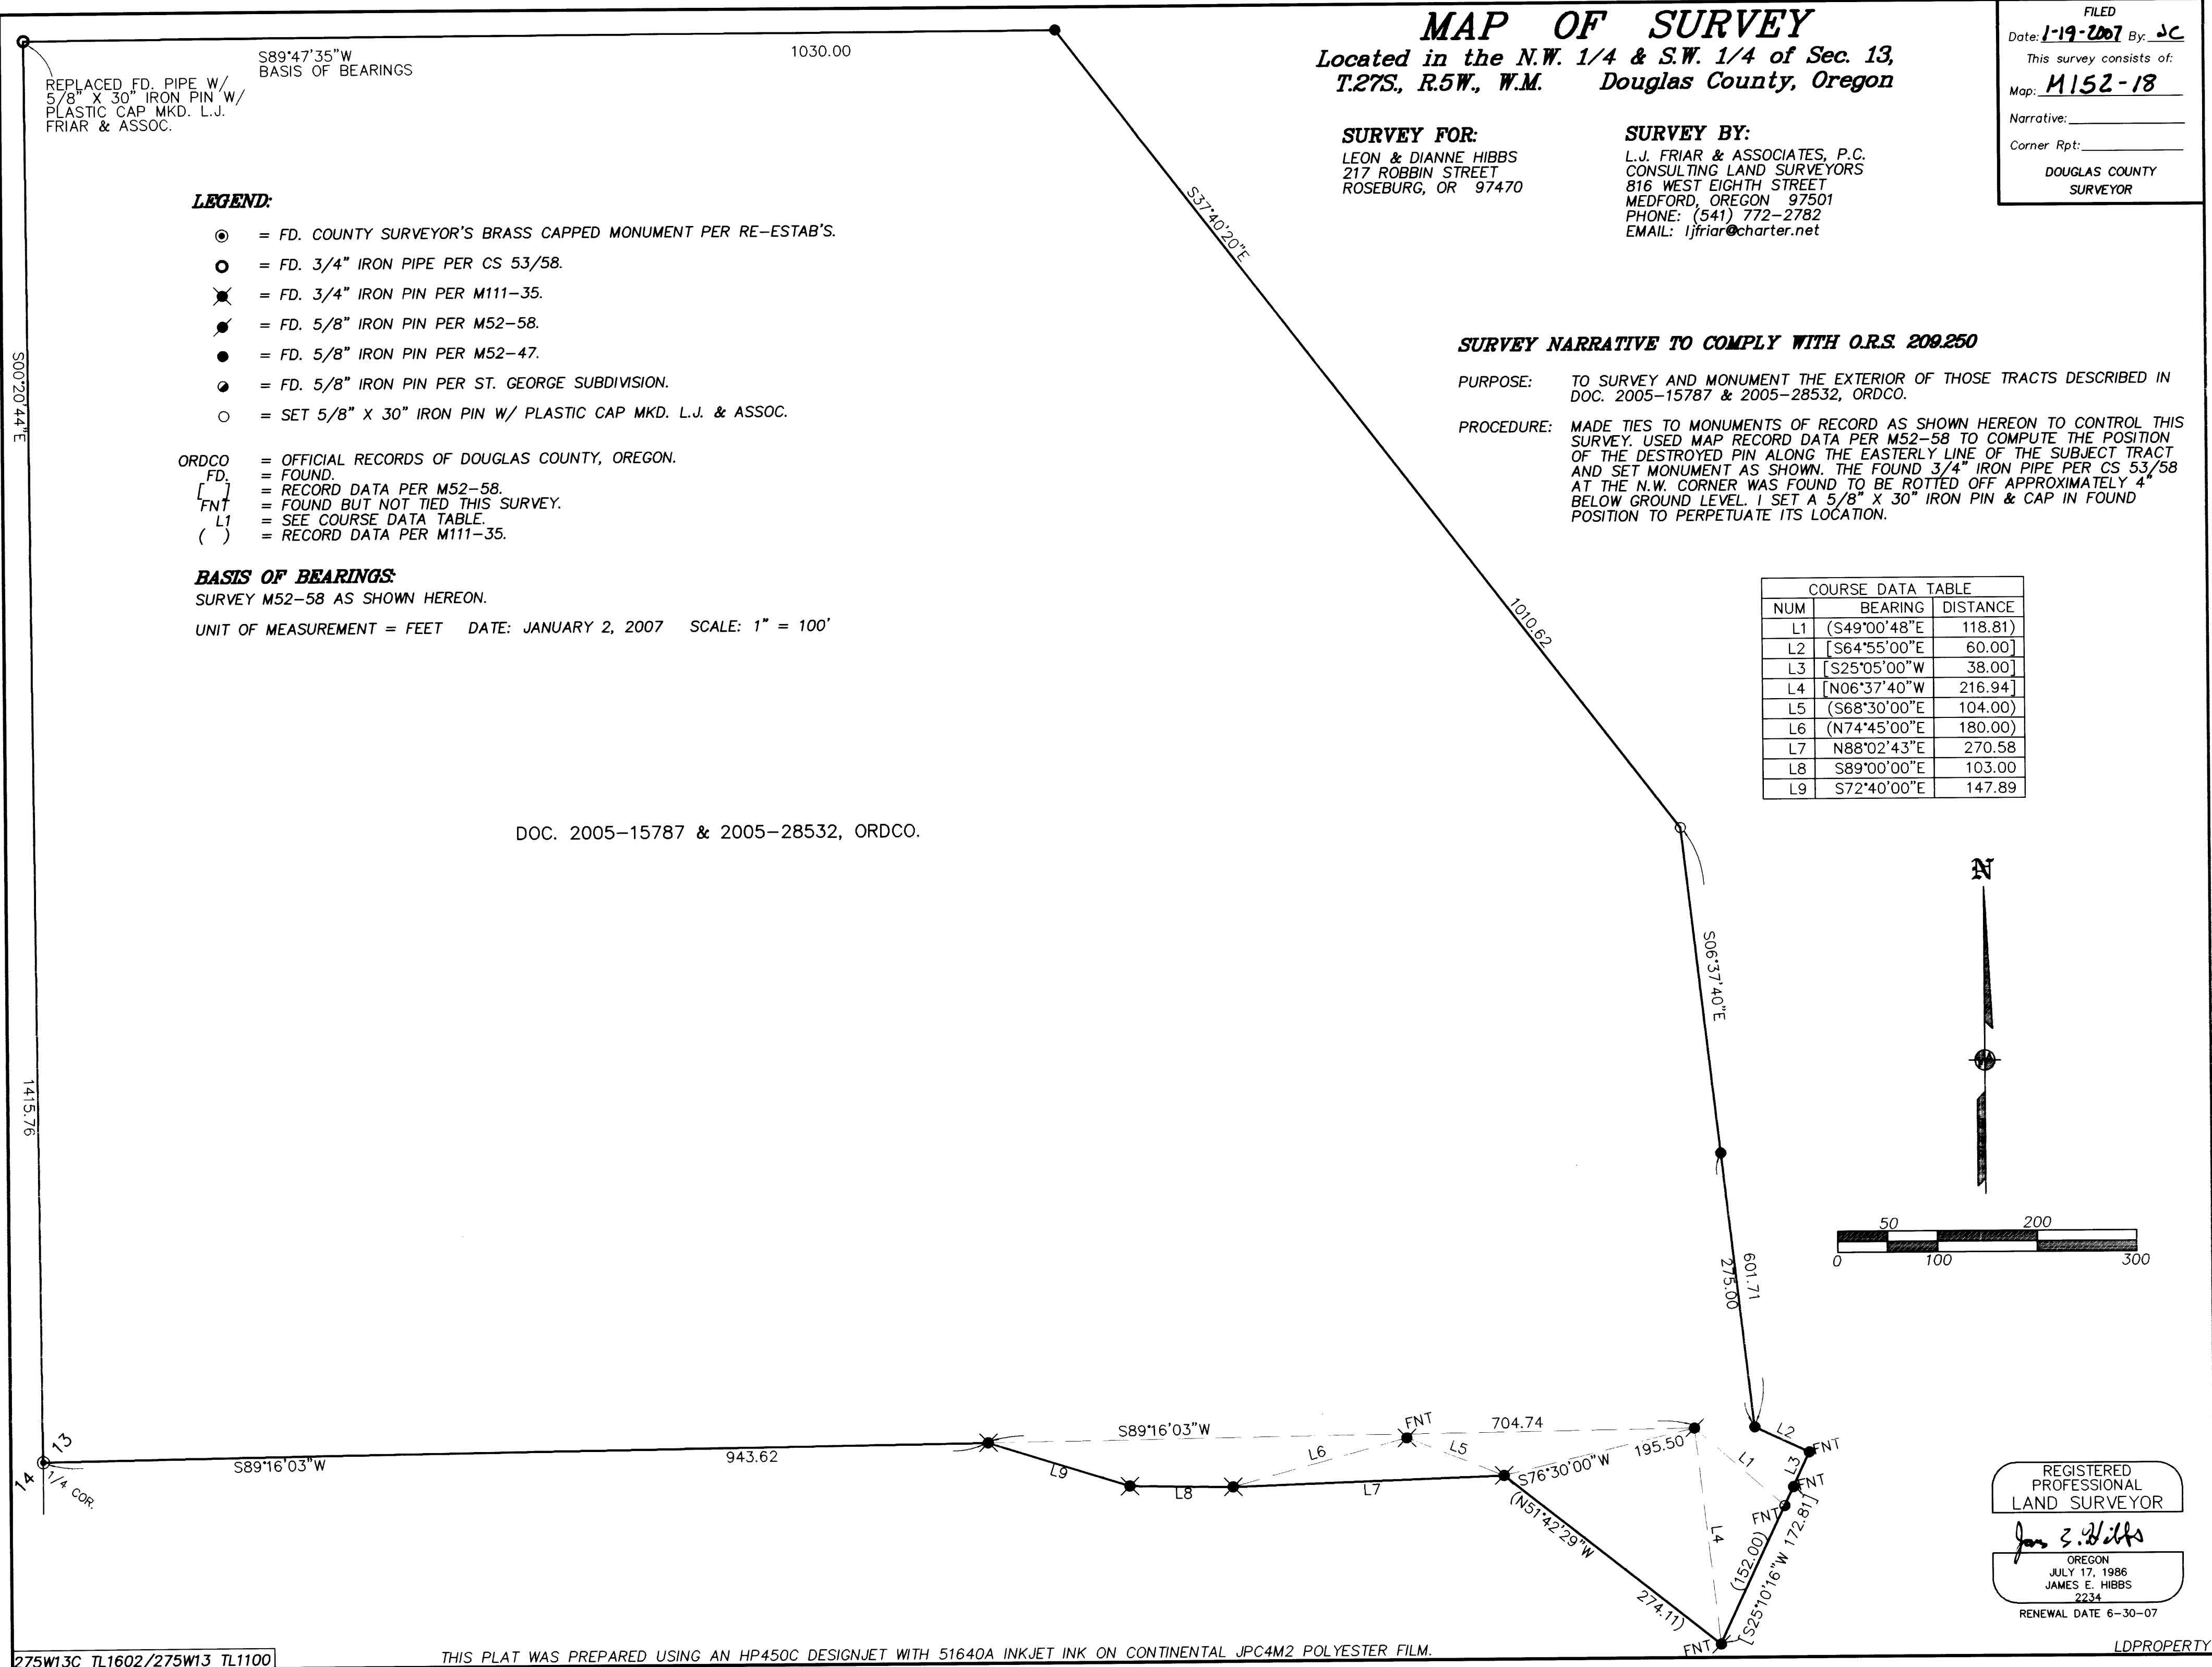 MAP OF SURVEY
Located in the N.W. 1/4 & S.W. 1/4 of Sec. 13,
T.27S., R.5W., W.M. Douglas County, Oregon
FILED
Date: 1-19-2007 By: JC
This survey consists of:
Map: M152-18
Narrative:
Corner Rpt:
DOUGLAS COUNTY
SURVEYOR
SURVEY FOR:
LEON & DIANNE HIBBS
217 ROBBIN STREET
ROSEBURG, OR 97470
SURVEY BY:
L.J. FRIAR & ASSOCIATES, P.C.
CONSULTING LAND SURVEYORS
816 WEST EIGHTH STREET
MEDFORD, OREGON 97501
PHONE: (541) 772-2782
EMAIL: ljfriar@charter.net
S89°47'35"W
BASIS OF BEARINGS
1030.00
REPLACED FD. PIPE W/
5/8" X 30" IRON PIN W/
PLASTIC CAP MKD. L.J.
FRIAR & ASSOC.
LEGEND:
= FD. COUNTY SURVEYOR'S BRASS CAPPED MONUMENT PER RE-ESTAB'S.
= FD. 3/4" IRON PIPE PER CS 53/58.
= FD. 3/4" IRON PIN PER M111-35.
= FD. 5/8" IRON PIN PER M52-58.
= FD. 5/8" IRON PIN PER M52-47.
= FD. 5/8" IRON PIN PER ST. GEORGE SUBDIVISION.
= SET 5/8" X 30" IRON PIN W/ PLASTIC CAP MKD. L.J. & ASSOC.
ORDCO = OFFICIAL RECORDS OF DOUGLAS COUNTY, OREGON.
FD. = FOUND.
[ ] = RECORD DATA PER M52-58.
FNT = FOUND BUT NOT TIED THIS SURVEY.
L1 = SEE COURSE DATA TABLE.
( ) = RECORD DATA PER M111-35.
BASIS OF BEARINGS:
SURVEY M52-58 AS SHOWN HEREON.
UNIT OF MEASUREMENT = FEET DATE: JANUARY 2, 2007 SCALE: 1" = 100'
SURVEY NARRATIVE TO COMPLY WITH O.R.S. 209.250
PURPOSE: TO SURVEY AND MONUMENT THE EXTERIOR OF THOSE TRACTS DESCRIBED IN
DOC. 2005-15787 & 2005-28532, ORDCO.
PROCEDURE: MADE TIES TO MONUMENTS OF RECORD AS SHOWN HEREON TO CONTROL THIS
SURVEY. USED MAP RECORD DATA PER M52-58 TO COMPUTE THE POSITION
OF THE DESTROYED PIN ALONG THE EASTERLY LINE OF THE SUBJECT TRACT
AND SET MONUMENT AS SHOWN. THE FOUND 3/4" IRON PIPE PER CS 53/58
AT THE N.W. CORNER WAS FOUND TO BE ROTTED OFF APPROXIMATELY 4"
BELOW GROUND LEVEL. I SET A 5/8" X 30" IRON PIN & CAP IN FOUND
POSITION TO PERPETUATE ITS LOCATION.
COURSE DATA TABLE
NUM BEARING DISTANCE
L1 (S49°00'48"E 118.81)
L2 [S64°55'00"E 60.00]
L3 [S25°05'00"W 38.00]
L4 [N06°37'40"W 216.94]
L5 (S68°30'00"E 104.00)
L6 (N74°45'00"E 180.00)
L7 N88°02'43"E 270.58
L8 S89°00'00"E 103.00
L9 S72°40'00"E 147.89
S37°40'20"E
1010.62
S00°20'44"E
1415.76
DOC. 2005-15787 & 2005-28532, ORDCO.
S06°37'40"E
601.71
275.00
N
50 200
0 100 300
13
14
1/4 COR.
S89°16'03"W
943.62
S89°16'03"W
FNT
704.74
L9
L8
L6
L5
L7
S76°30'00"W
195.50
L1
L2
FNT
L3
FNT
FNT
L4
(N51°42'29"W
274.11)
(152.00)
[S25°10'16"W 172.81]
FNT
REGISTERED
PROFESSIONAL
LAND SURVEYOR
James E. Hibbs
OREGON
JULY 17, 1986
JAMES E. HIBBS
2234
RENEWAL DATE 6-30-07
LDPROPERTY
275W13C TL1602/275W13 TL1100
THIS PLAT WAS PREPARED USING AN HP450C DESIGNJET WITH 51640A INKJET INK ON CONTINENTAL JPC4M2 POLYESTER FILM.